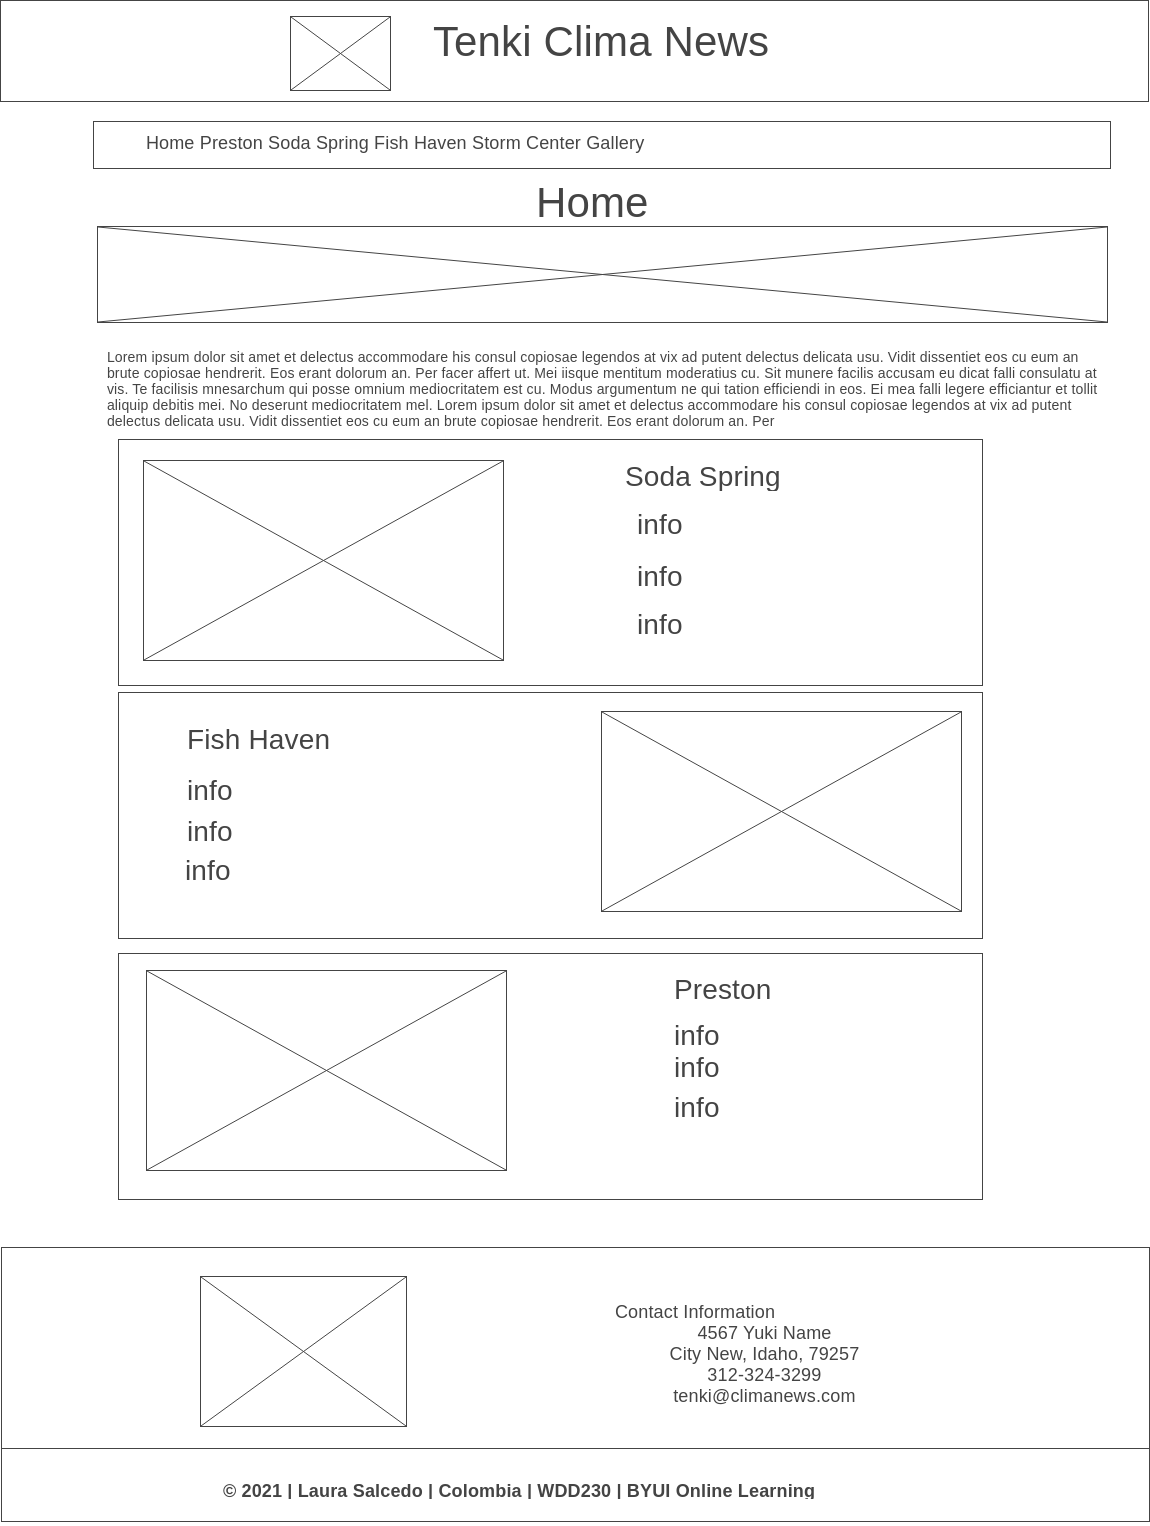 Tenki Clima News
Home Preston Soda Spring Fish Haven Storm Center Gallery
Home
Lorem ipsum dolor sit amet et delectus accommodare his consul copiosae legendos at vix ad putent delectus delicata usu. Vidit dissentiet eos cu eum an
brute copiosae hendrerit. Eos erant dolorum an. Per facer affert ut. Mei iisque mentitum moderatius cu. Sit munere facilis accusam eu dicat falli consulatu at
vis. Te facilisis mnesarchum qui posse omnium mediocritatem est cu. Modus argumentum ne qui tation efficiendi in eos. Ei mea falli legere efficiantur et tollit
aliquip debitis mei. No deserunt mediocritatem mel. Lorem ipsum dolor sit amet et delectus accommodare his consul copiosae legendos at vix ad putent
delectus delicata usu. Vidit dissentiet eos cu eum an brute copiosae hendrerit. Eos erant dolorum an. Per
Soda Spring
info
info
info
Fish Haven
info
info
info
Preston
info
info
info
Contact Information
4567 Yuki Name
City New, Idaho, 79257
312-324-3299
tenki@climanews.com
© 2021 | Laura Salcedo | Colombia | WDD230 | BYUI Online Learning